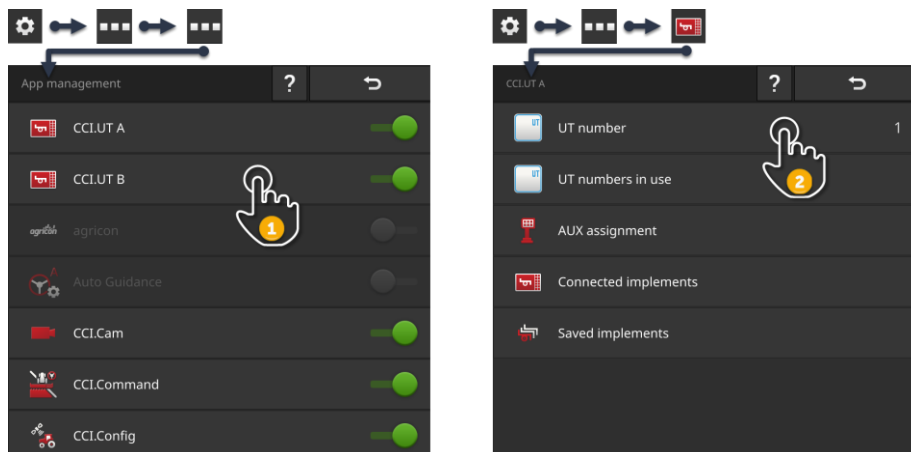 App management
?
CCI.UT A
CCI.UT B
1
agricon
agricon
Auto Guidance
CCI.Cam
CCI.Command
CCI.Config
CCI.UT A
?
UT
UT number
1
2
UT
UT numbers in use
AUX assignment
Connected implements
Saved implements